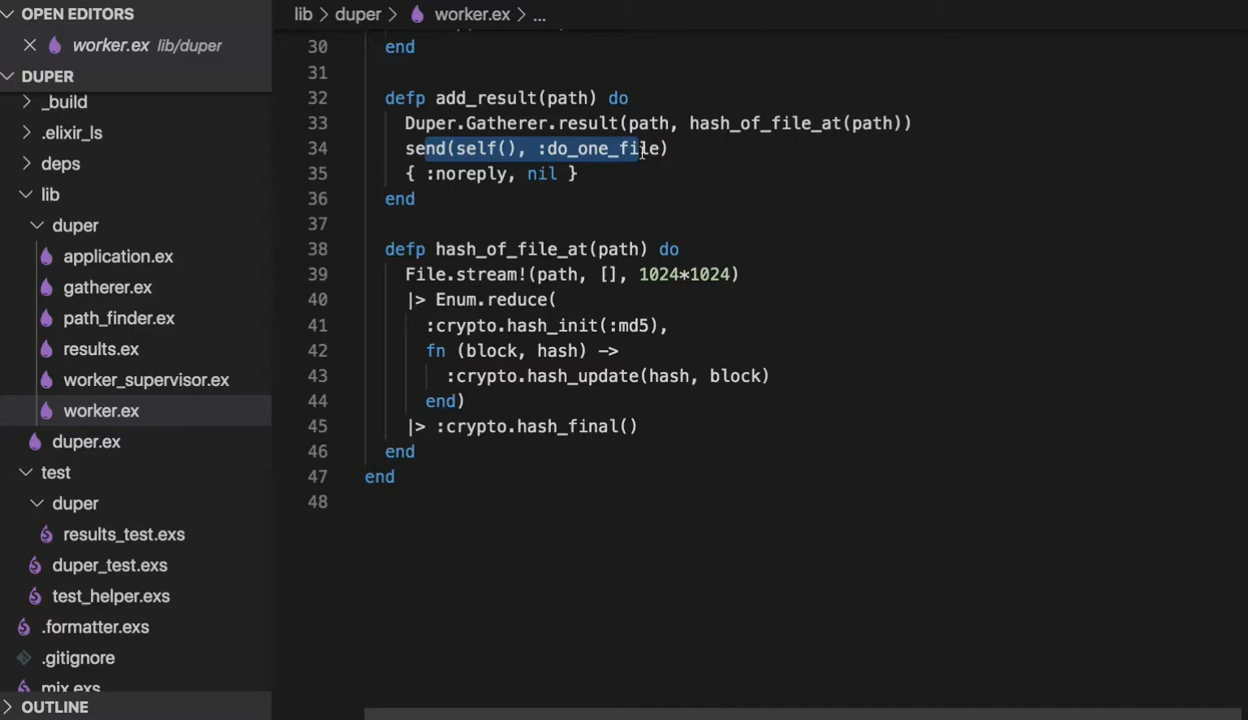 OPEN EDITORS
worker.ex lib/duper
DUPER
_build
.elixir_ls
deps
lib
duper
application.ex
gatherer.ex
path_finder.ex
results.ex
worker_supervisor.ex
worker.ex
duper.ex
test
duper
results_test.exs
duper_test.exs
test_helper.exs
.formatter.exs
.gitignore
mix.exs
OUTLINE
lib > duper > worker.ex > ...
30 end
31
32 defp add_result(path) do
33 Duper.Gatherer.result(path, hash_of_file_at(path))
34 send(self(), :do_one_file)
35 { :noreply, nil }
36 end
37
38 defp hash_of_file_at(path) do
39 File.stream!(path, [], 1024*1024)
40 |> Enum.reduce(
41 :crypto.hash_init(:md5),
42 fn (block, hash) ->
43 :crypto.hash_update(hash, block)
44 end)
45 |> :crypto.hash_final()
46 end
47 end
48